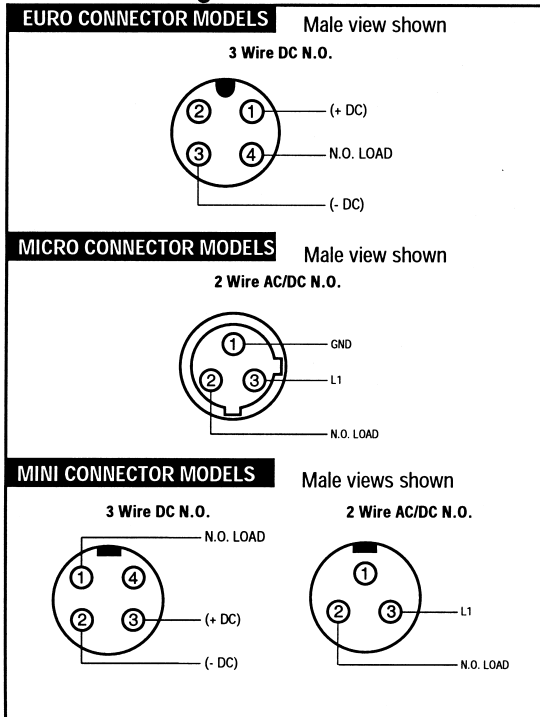 EURO CONNECTOR MODELS Male view shown
3 Wire DC N.O.
2 1 (+ DC)
3 4 N.O. LOAD
(- DC)
MICRO CONNECTOR MODELS Male view shown
2 Wire AC/DC N.O.
1 GND
2 3 L1
N.O. LOAD
MINI CONNECTOR MODELS Male views shown
3 Wire DC N.O.
N.O. LOAD
1 4
2 3 (+ DC)
(- DC)
2 Wire AC/DC N.O.
1
2 3 L1
N.O. LOAD